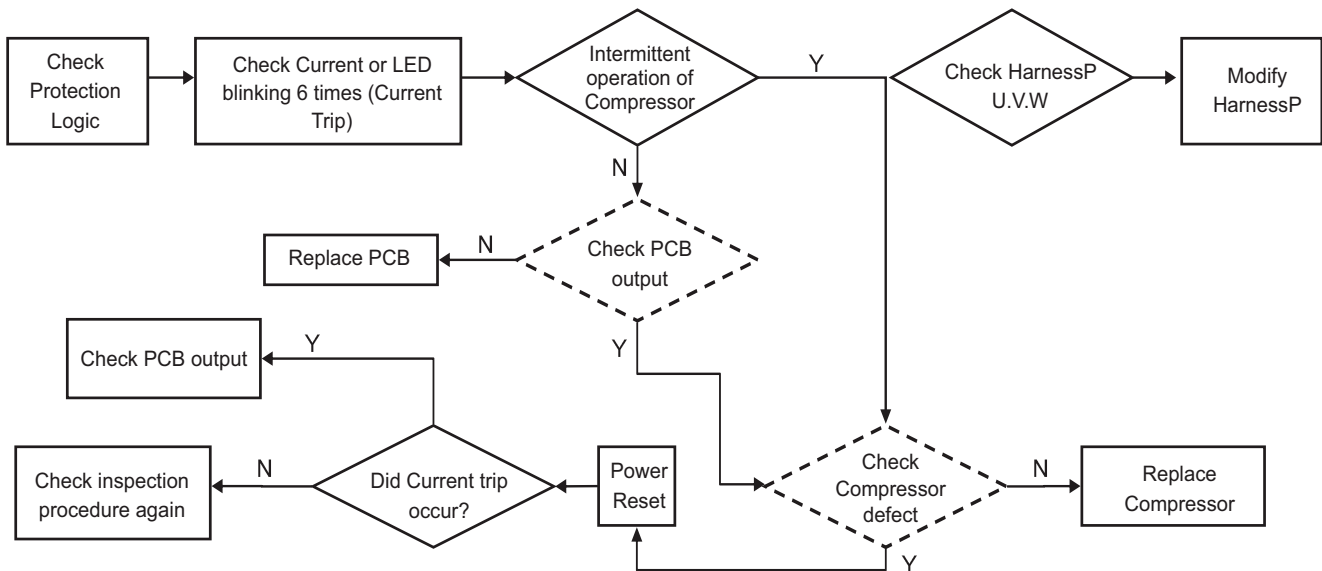 Check
Protection
Logic
Check Current or LED
blinking 6 times (Current
Trip)
Intermittent
operation of
Compressor
Y
Check HarnessP
U.V.W
Modify
HarnessP
N
Replace PCB
N
Check PCB
output
Y
Check PCB output
Y
Check inspection
procedure again
N
Did Current trip
occur?
Power
Reset
Check
Compressor
defect
N
Replace
Compressor
Y